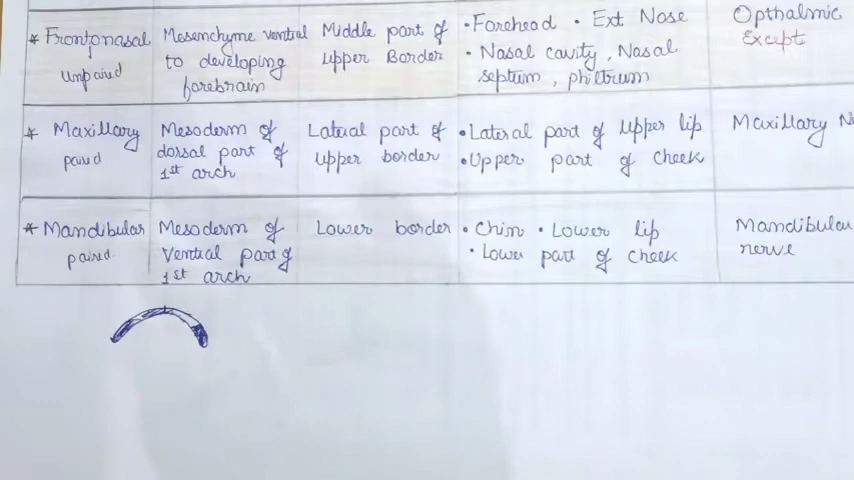 * Frontonasal Unpaired
Mesenchyme ventral to developing forebrain
Middle part of Upper Border
• Forehead • Ext Nose
• Nasal cavity, Nasal septum, philtrum
Opthalmic Except
* Maxillary paired
Mesoderm of dorsal part of 1st arch
Lateral part of upper border
• Lateral part of upper lip
• Upper part of cheek
Maxillary N
* Mandibular paired
Mesoderm of Ventral part of 1st arch
Lower border
• Chin • Lower lip
• Lower part of cheek
Mandibular nerve